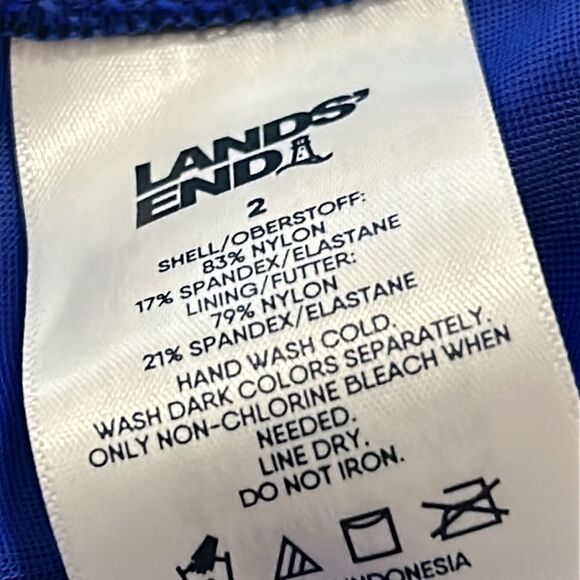 LANDS'
END
2
SHELL/OBERSTOFF:
83% NYLON
17% SPANDEX/ELASTANE
LINING/FUTTER:
79% NYLON
21% SPANDEX/ELASTANE
HAND WASH COLD.
WASH DARK COLORS SEPARATELY.
ONLY NON-CHLORINE BLEACH WHEN
NEEDED.
LINE DRY.
DO NOT IRON.
INDONESIA